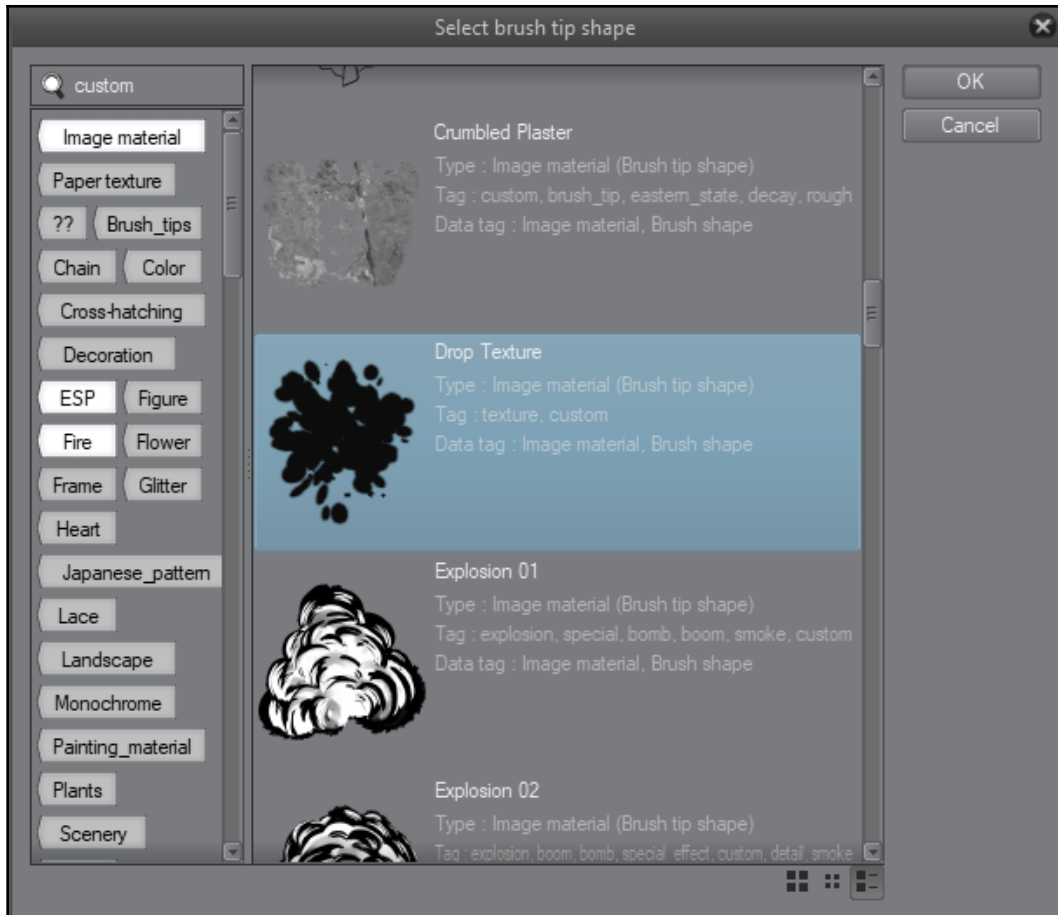 Select brush tip shape
custom
OK
Cancel
Image material
Paper texture
?? Brush_tips
Chain Color
Cross-hatching
Decoration
ESP Figure
Fire Flower
Frame Glitter
Heart
Japanese_pattern
Lace
Landscape
Monochrome
Painting_material
Plants
Scenery
Crumbled Plaster
Type : Image material (Brush tip shape)
Tag : custom, brush_tip, eastern_state, decay, rough
Data tag : Image material, Brush shape
Drop Texture
Type : Image material (Brush tip shape)
Tag : texture, custom
Data tag : Image material, Brush shape
Explosion 01
Type : Image material (Brush tip shape)
Tag : explosion, special, bomb, boom, smoke, custom
Data tag : Image material, Brush shape
Explosion 02
Type : Image material (Brush tip shape)
Tag : explosion, boom, bomb, special effect, custom, detail, smoke